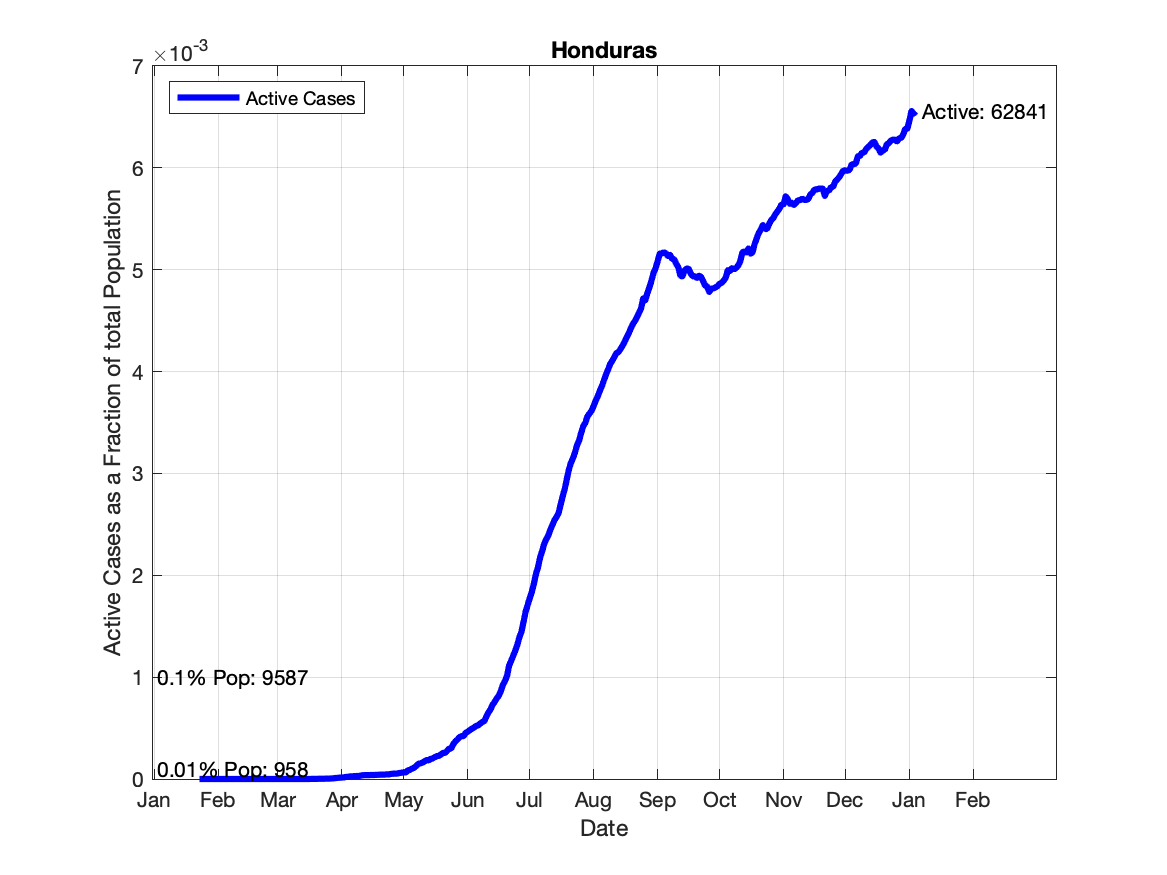 Honduras
×10-3
7
6
5
4
3
2
1
0
Active Cases as a Fraction of total Population
Active Cases
Active: 62841
0.1% Pop: 9587
0.01% Pop: 958
Jan Feb Mar Apr May Jun Jul Aug Sep Oct Nov Dec Jan Feb
Date